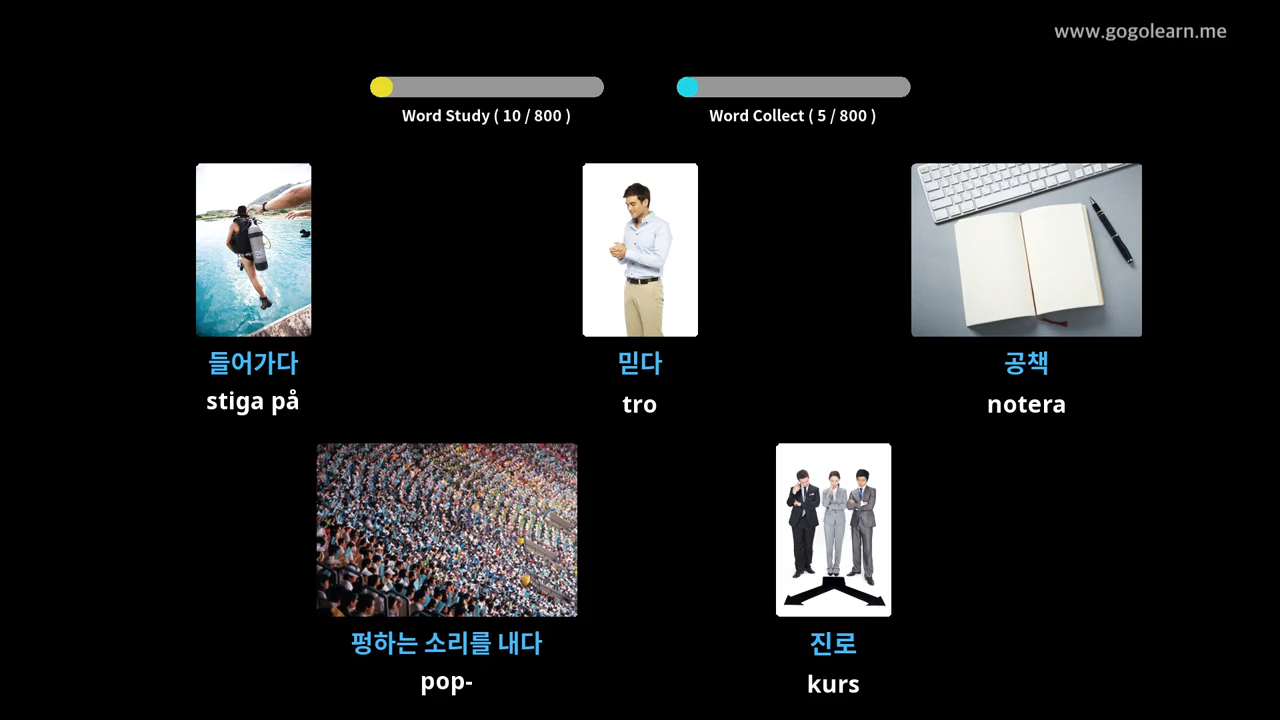 www.gogolearn.me
Word Study ( 10 / 800 )
Word Collect ( 5 / 800 )
들어가다
stiga på
믿다
tro
공책
notera
펑하는 소리를 내다
pop-
진로
kurs